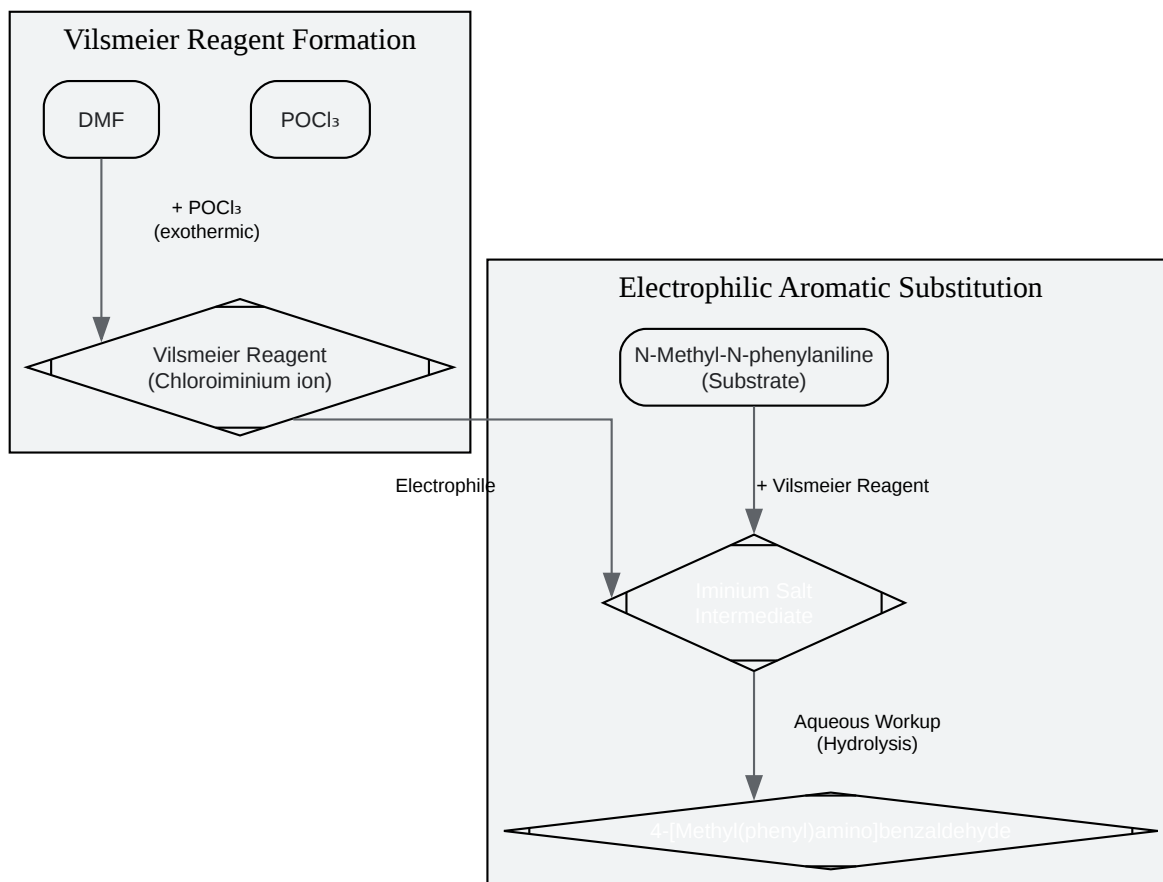 Vilsmeier Reagent Formation
DMF
POCl₃
+ POCl₃
(exothermic)
Vilsmeier Reagent
(Chloroiminium ion)
Electrophile
Electrophilic Aromatic Substitution
N-Methyl-N-phenylaniline
(Substrate)
+ Vilsmeier Reagent
Iminium Salt
Intermediate
Aqueous Workup
(Hydrolysis)
4-[Methyl(phenyl)amino]benzaldehyde